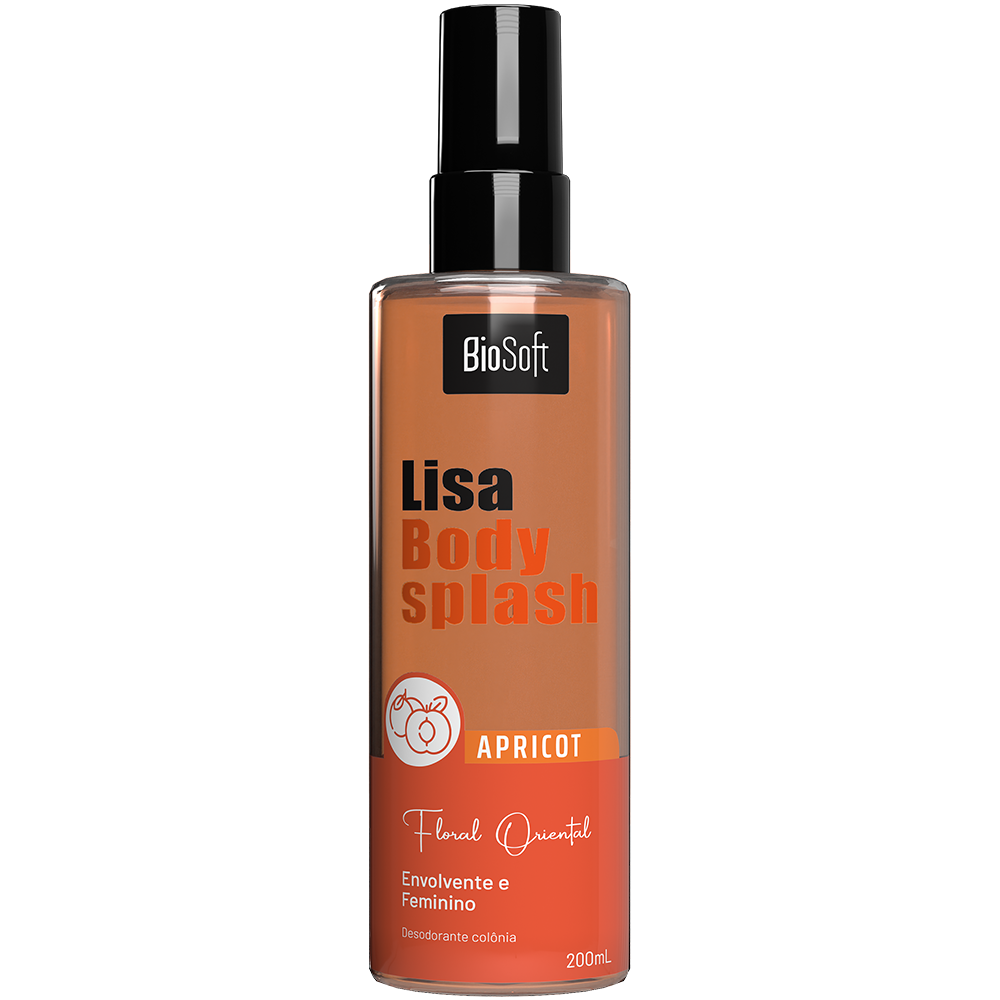 BioSoft
Lisa
Body
splash
APRICOT
Floral Oriental
Envolvente e
Feminino
Desodorante colônia
200mL